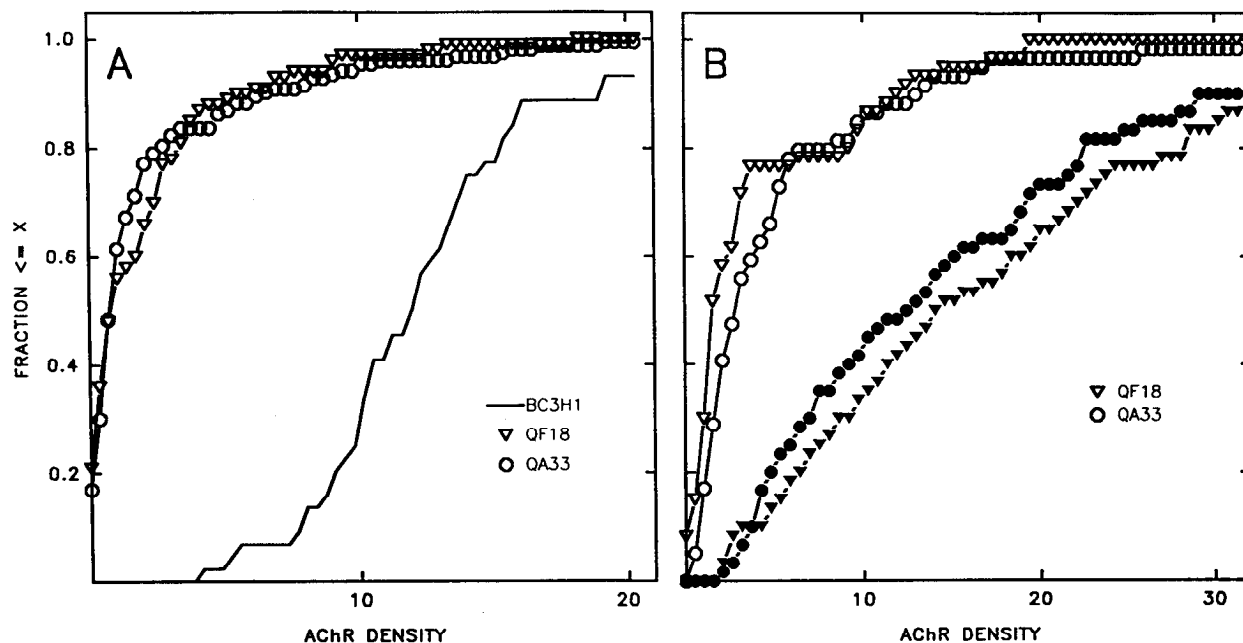 A
B
FRACTION <= X
1.0
0.8
0.6
0.4
0.2
BC3H1
QF18
QA33
10
20
AChR DENSITY
QF18
QA33
10
20
30
AChR DENSITY